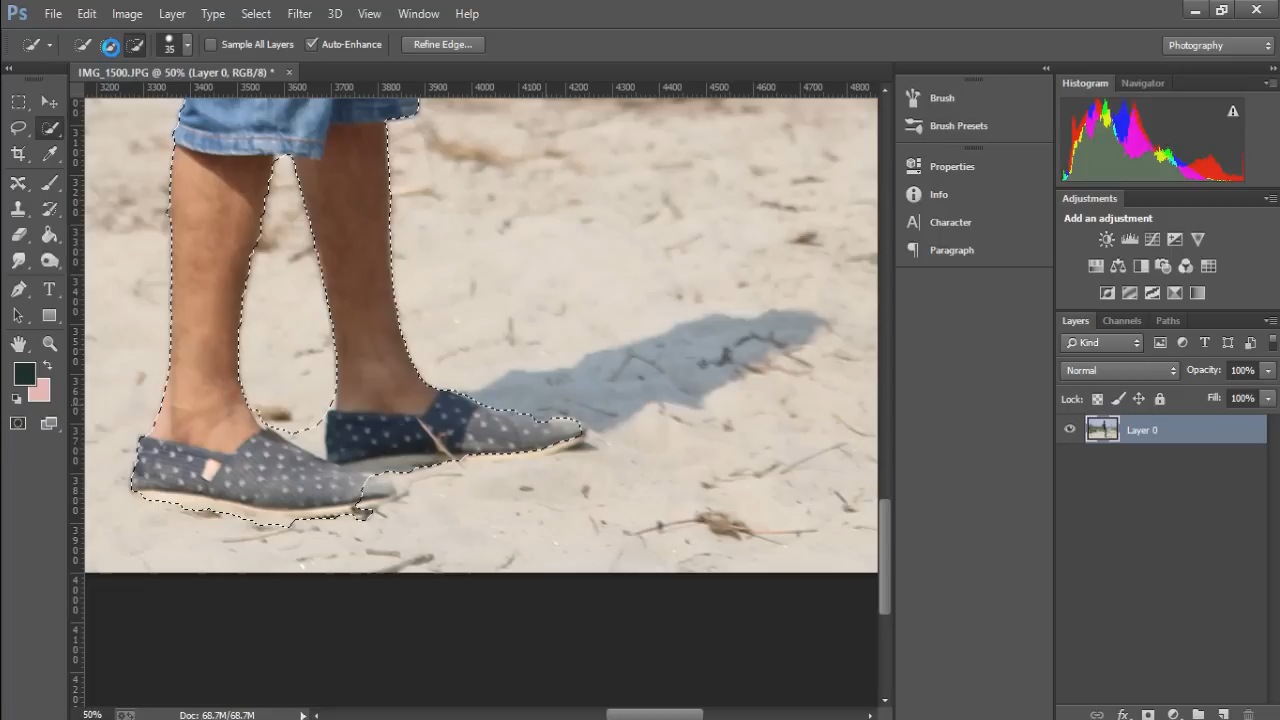 Ps File Edit Image Layer Type Select Filter 3D View Window Help
35 Sample All Layers Auto-Enhance Refine Edge... Photography
IMG_1500.JPG @ 50% (Layer 0, RGB/8) * ×
3200 3300 3400 3500 3600 3700 3800 3900 4000 4100 4200 4300 4400 4500 4600 4700 4800
Histogram Navigator
Brush
Brush Presets
Properties
Info
Character
Paragraph
Adjustments
Add an adjustment
Layers Channels Paths
Kind
Normal Opacity: 100%
Lock: Fill: 100%
Layer 0
50% Doc: 68.7M/68.7M